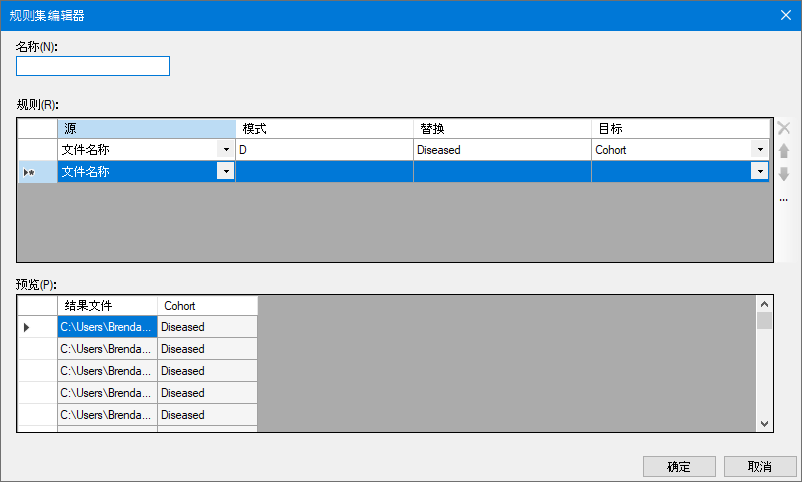 规则集编辑器
名称(N):
规则(R):
源 模式 替换 目标
文件名称 D Diseased Cohort
文件名称
...
预览(P):
结果文件 Cohort
C:\Users\Brenda... Diseased
C:\Users\Brenda... Diseased
C:\Users\Brenda... Diseased
C:\Users\Brenda... Diseased
C:\Users\Brenda... Diseased
确定 取消